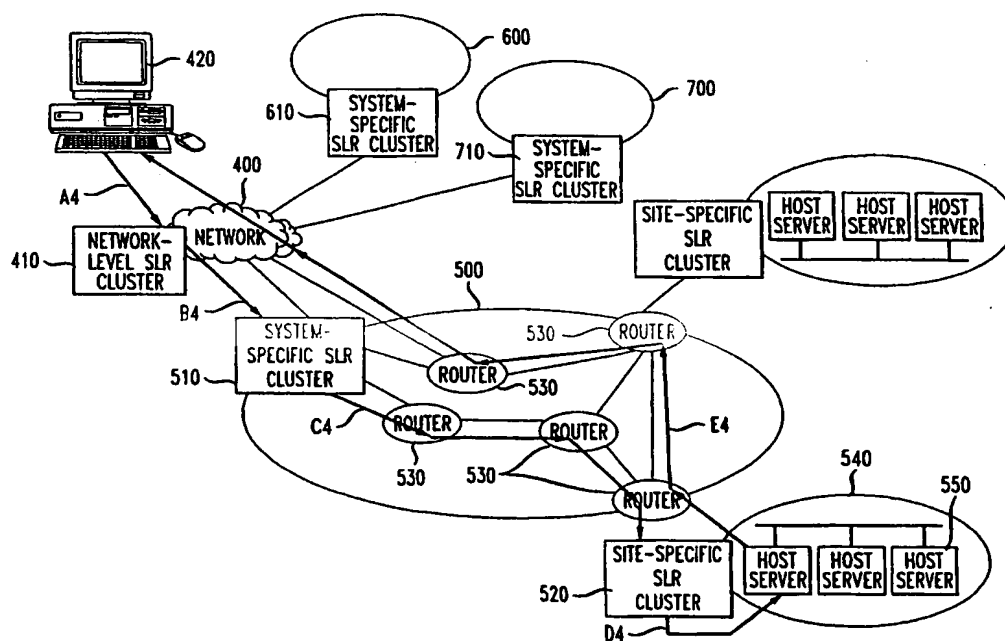 420
600
SYSTEM-
SPECIFIC
SLR CLUSTER
610
700
SYSTEM-
SPECIFIC
SLR CLUSTER
710
A4
400
NETWORK
NETWORK-
LEVEL SLR
CLUSTER
410
SITE-SPECIFIC
SLR
CLUSTER
HOST
SERVER
HOST
SERVER
HOST
SERVER
B4
500
SYSTEM-
SPECIFIC SLR
CLUSTER
510
530
ROUTER
ROUTER
530
C4
ROUTER
530
ROUTER
530
E4
ROUTER
540
550
SITE-SPECIFIC
SLR
CLUSTER
520
HOST
SERVER
HOST
SERVER
HOST
SERVER
D4